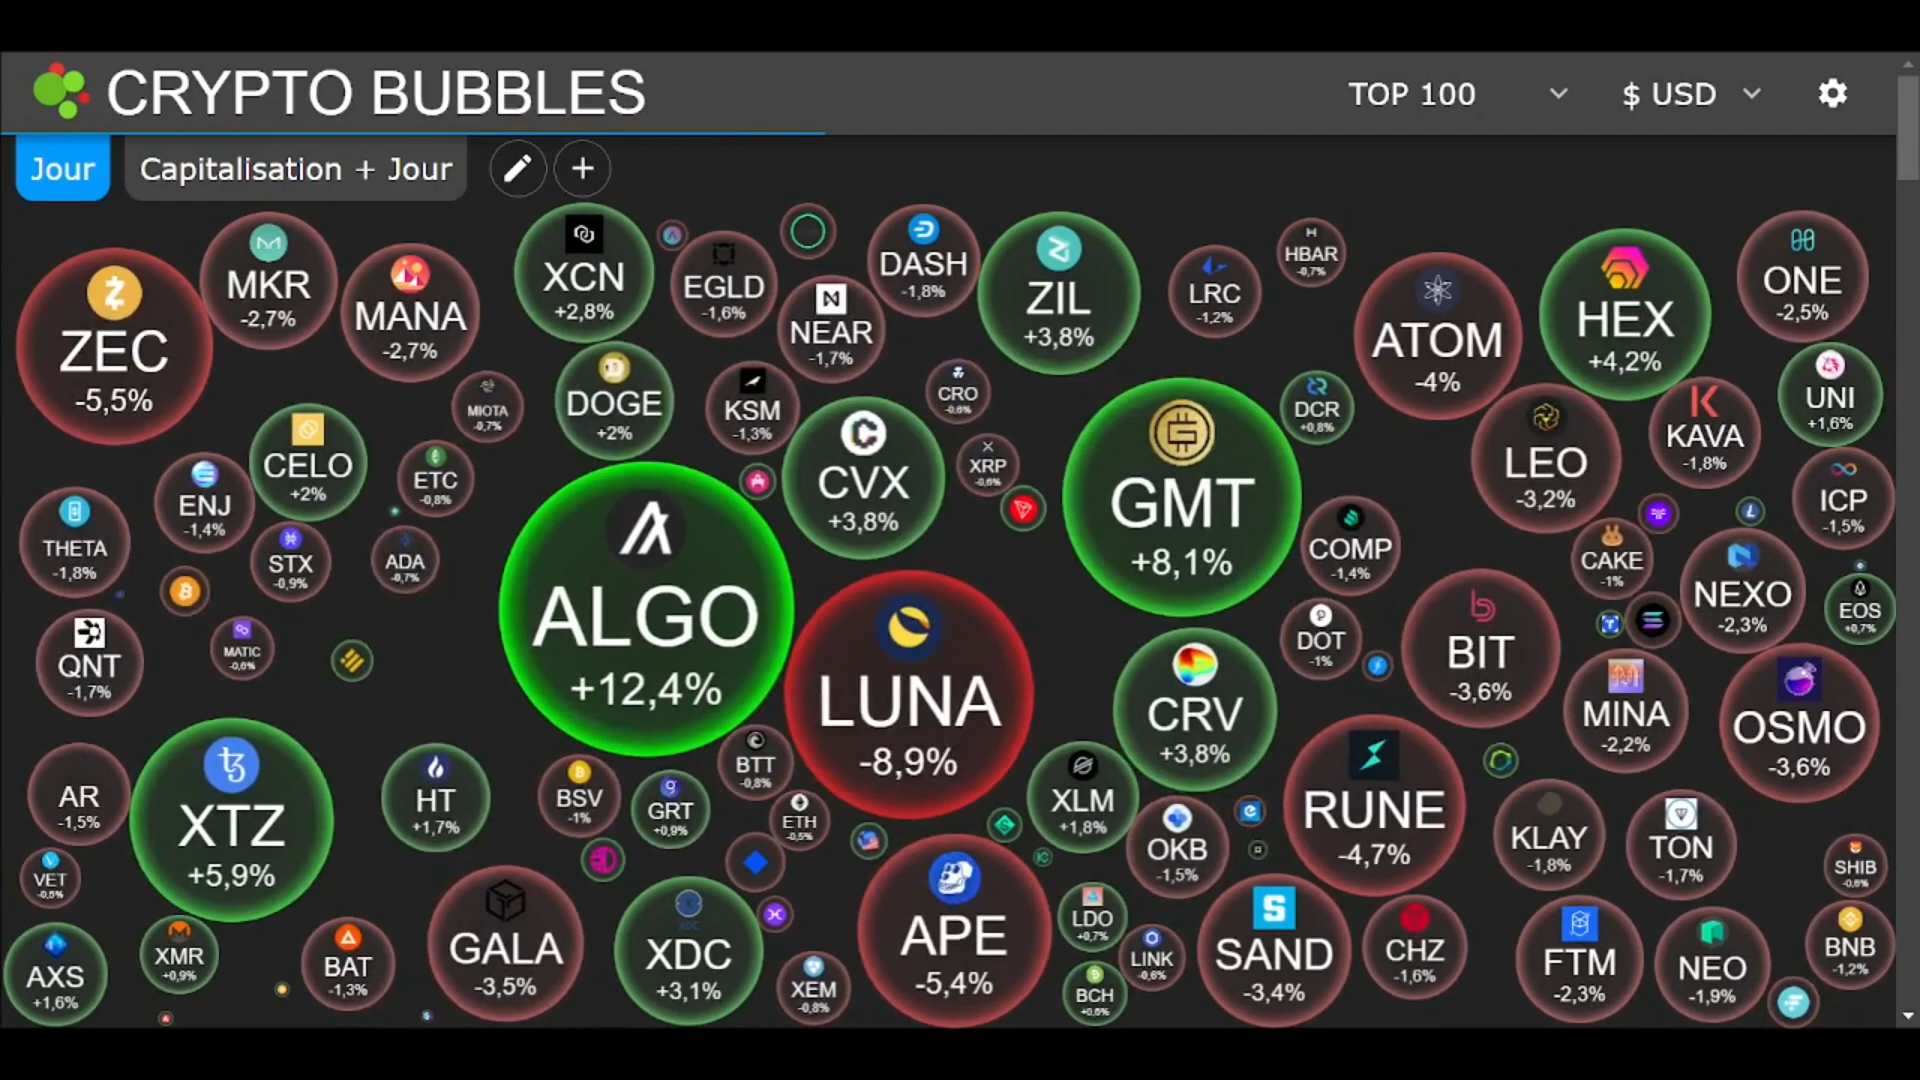 CRYPTO BUBBLES
TOP 100
$ USD
Jour
Capitalisation + Jour
ZEC
-5,5%
MKR
-2,7%
MANA
-2,7%
XCN
+2,8%
EGLD
-1,6%
DASH
-1,8%
NEAR
-1,7%
ZIL
+3,8%
LRC
-1,2%
H
HBAR
-0,7%
ATOM
-4%
HEX
+4,2%
ONE
-2,5%
UNI
+1,6%
MIOTA
-0,7%
DOGE
+2%
KSM
-1,3%
CRO
-0,6%
DCR
+0,8%
CELO
+2%
ETC
-0,8%
CVX
+3,8%
XRP
-0,6%
GMT
+8,1%
LEO
-3,2%
KAVA
-1,8%
ICP
-1,5%
ENJ
-1,4%
THETA
-1,8%
STX
-0,9%
ADA
-0,7%
COMP
-1,4%
CAKE
-1%
NEXO
-2,3%
EOS
+0,7%
ALGO
+12,4%
LUNA
-8,9%
QNT
-1,7%
MATIC
-0,6%
DOT
-1%
BIT
-3,6%
MINA
-2,2%
OSMO
-3,6%
CRV
+3,8%
AR
-1,5%
XTZ
+5,9%
HT
+1,7%
BSV
-1%
GRT
+0,9%
BTT
-0,8%
ETH
-0,5%
XLM
+1,8%
OKB
-1,5%
RUNE
-4,7%
KLAY
-1,8%
TON
-1,7%
SHIB
-0,6%
VET
-0,5%
AXS
+1,6%
XMR
+0,9%
BAT
-1,3%
GALA
-3,5%
XDC
+3,1%
XEM
-0,8%
APE
-5,4%
LDO
+0,7%
LINK
-0,6%
BCH
+0,6%
SAND
-3,4%
CHZ
-1,6%
FTM
-2,3%
NEO
-1,9%
BNB
-1,2%